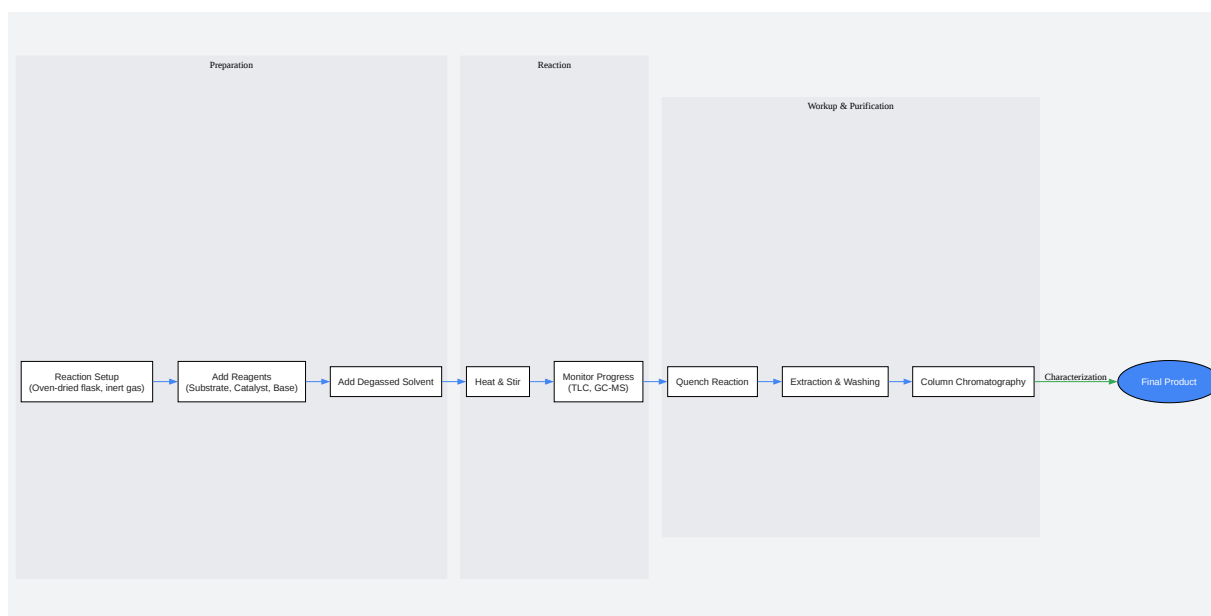 Preparation
Reaction
Workup & Purification
Reaction Setup
(Oven-dried flask, inert gas)
Add Reagents
(Substrate, Catalyst, Base)
Add Degassed Solvent
Heat & Stir
Monitor Progress
(TLC, GC-MS)
Quench Reaction
Extraction & Washing
Column Chromatography
Characterization
Final Product